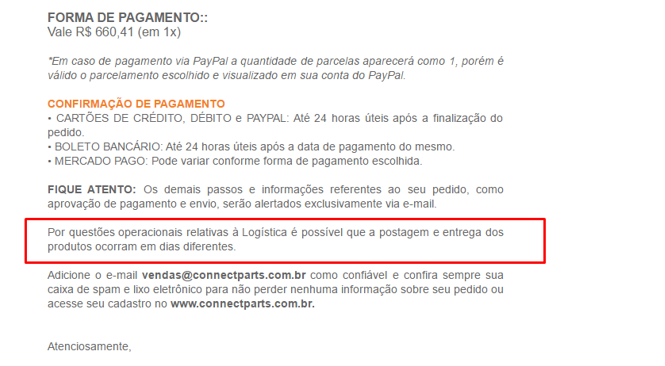 FORMA DE PAGAMENTO::
Vale R$ 660,41 (em 1x)
*Em caso de pagamento via PayPal a quantidade de parcelas aparecerá como 1, porém é
válido o parcelamento escolhido e visualizado em sua conta do PayPal.
CONFIRMAÇÃO DE PAGAMENTO
• CARTÕES DE CRÉDITO, DÉBITO e PAYPAL: Até 24 horas úteis após a finalização do
pedido.
• BOLETO BANCÁRIO: Até 24 horas úteis após a data de pagamento do mesmo.
• MERCADO PAGO: Pode variar conforme forma de pagamento escolhida.
FIQUE ATENTO: Os demais passos e informações referentes ao seu pedido, como
aprovação de pagamento e envio, serão alertados exclusivamente via e-mail.
Por questões operacionais relativas à Logística é possível que a postagem e entrega dos
produtos ocorram em dias diferentes.
Adicione o e-mail vendas@connectparts.com.br como confiável e confira sempre sua
caixa de spam e lixo eletrônico para não perder nenhuma informação sobre seu pedido ou
acesse seu cadastro no www.connectparts.com.br.
Atenciosamente,